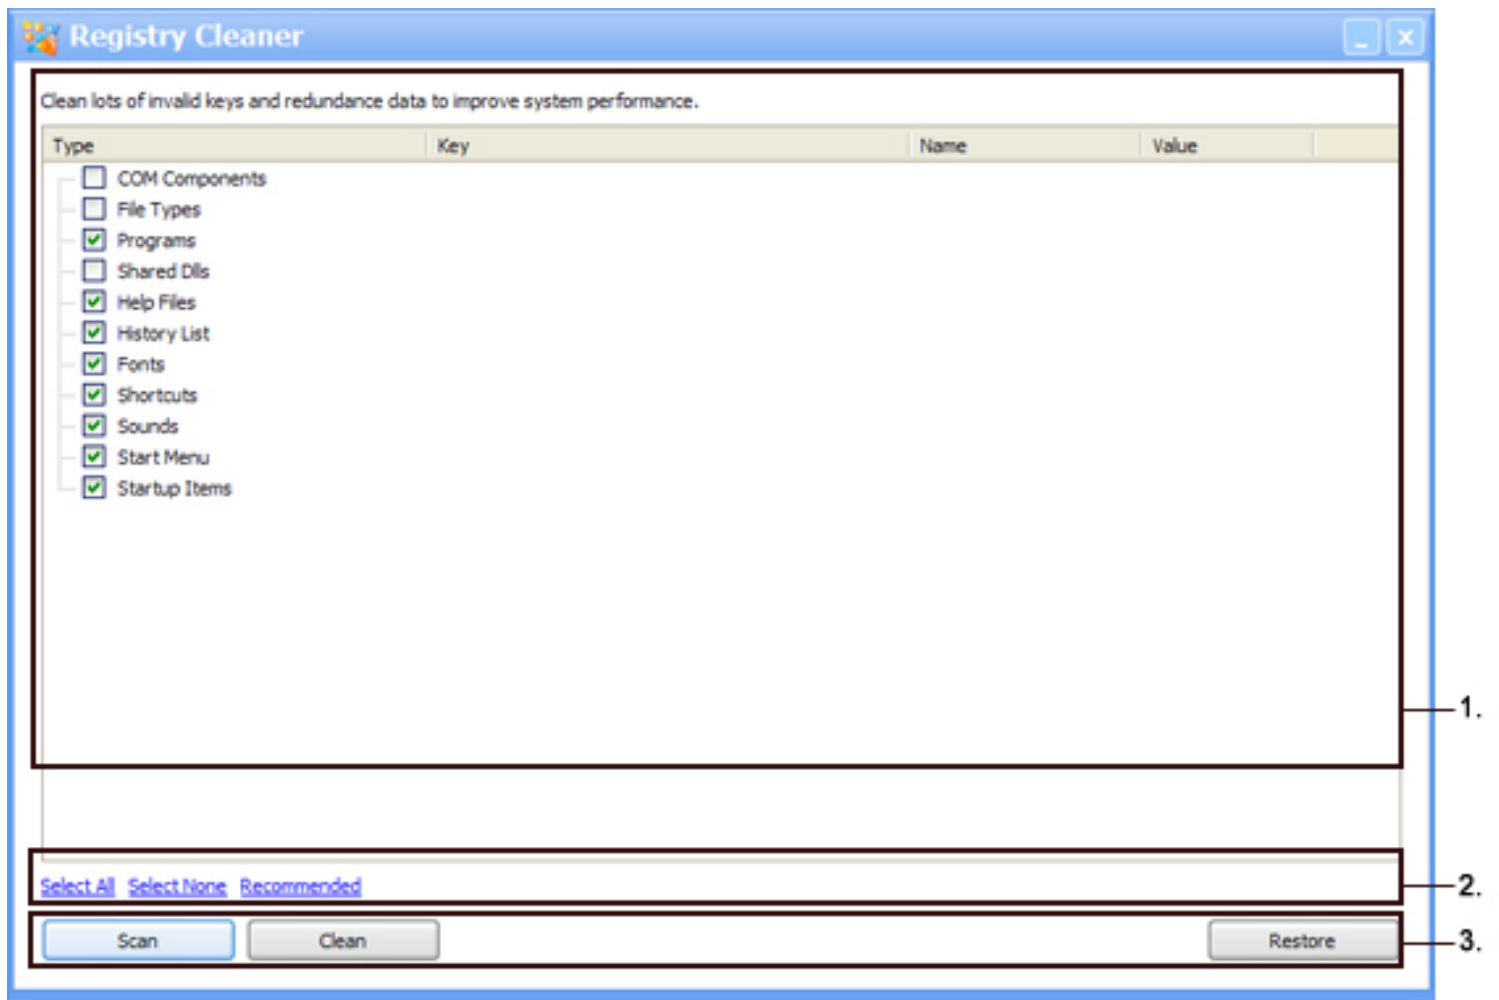 Registry Cleaner
Clean lots of invalid keys and redundance data to improve system performance.
Type Key Name Value
COM Components
File Types
Programs
Shared Dlls
Help Files
History List
Fonts
Shortcuts
Sounds
Start Menu
Startup Items
1.
Select All Select None Recommended
2.
Scan Clean Restore
3.